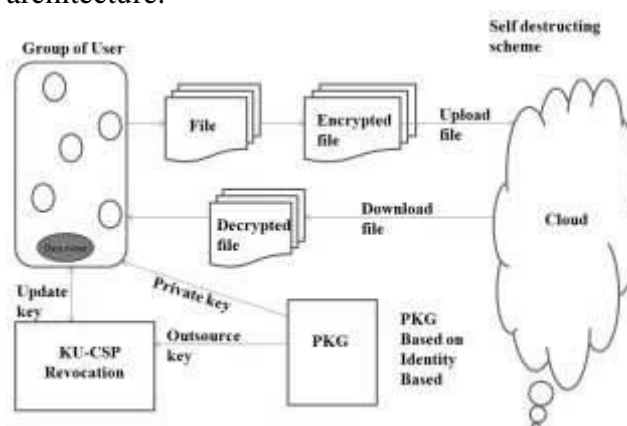 architecture.
Self destructing
scheme
Group of User
File
Encrypted
file
Upload
file
Cloud
Decrypted
file
Download
file
Update
key
Private key
Outsource
key
KU-CSP
Revocation
PKG
PKG
Based on
Identity
Based